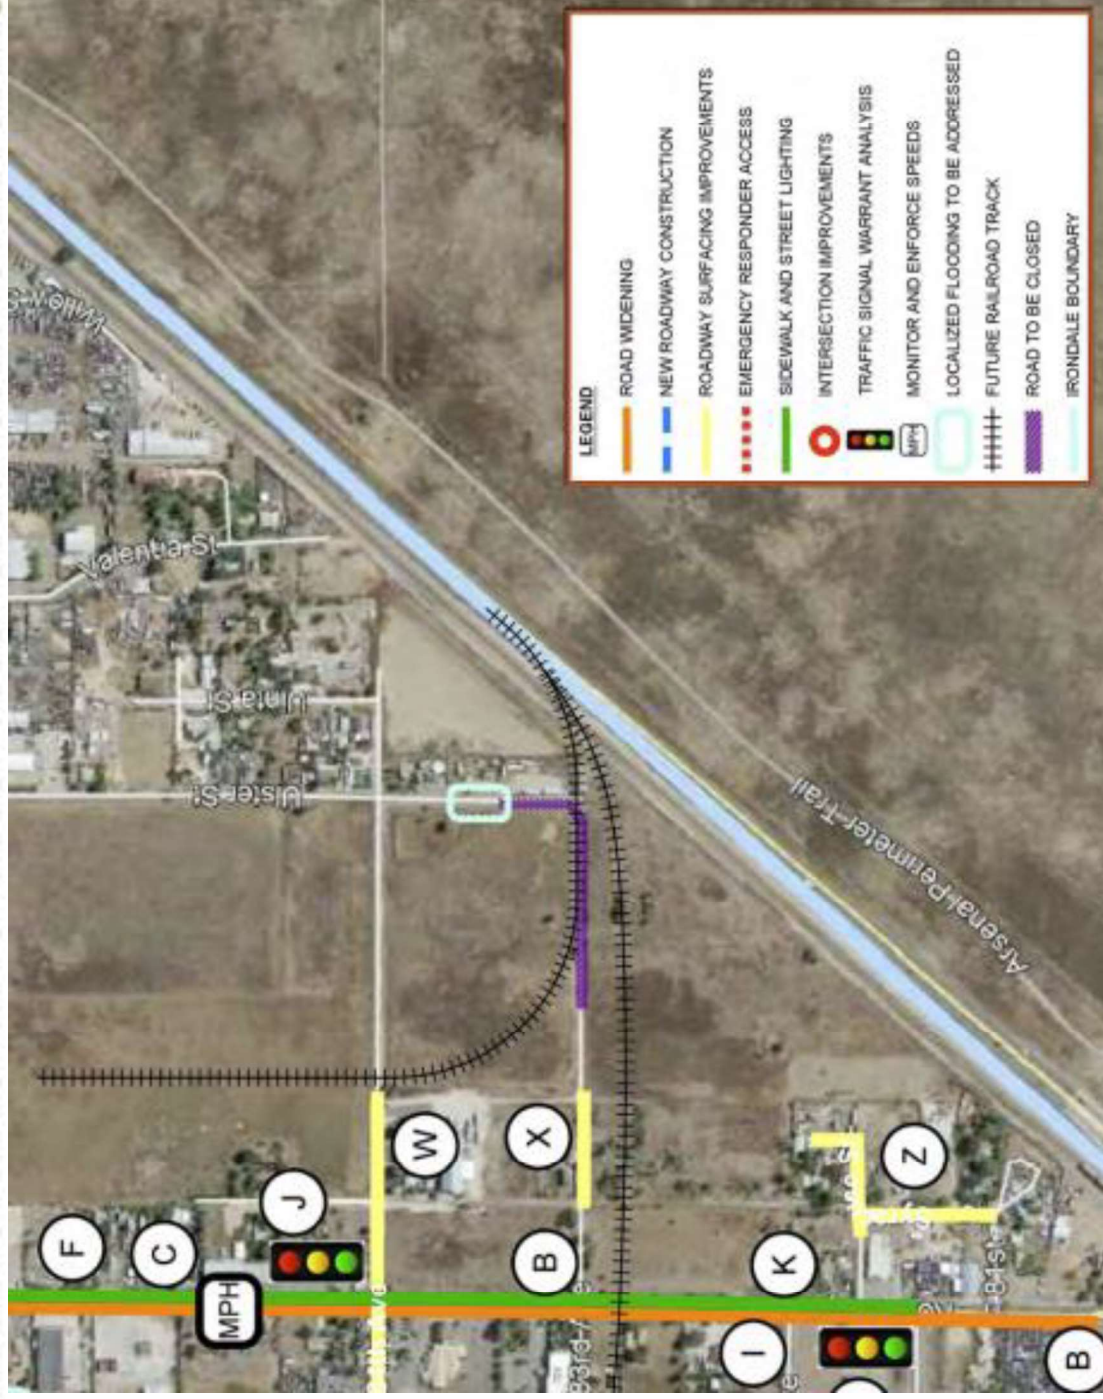 LEGEND
ROAD WIDENING
NEW ROADWAY CONSTRUCTION
ROADWAY SURFACING IMPROVEMENTS
EMERGENCY RESPONDER ACCESS
SIDEWALK AND STREET LIGHTING
INTERSECTION IMPROVEMENTS
TRAFFIC SIGNAL WARRANT ANALYSIS
MPH MONITOR AND ENFORCE SPEEDS
LOCALIZED FLOODING TO BE ADDRESSED
FUTURE RAILROAD TRACK
ROAD TO BE CLOSED
IRONDALE BOUNDARY
Valentia St
Uinta St
Ulster St
Arsenal Perimeter Trail
F
C
MPH
J
W
X
B
83rd
K
Z
I
B